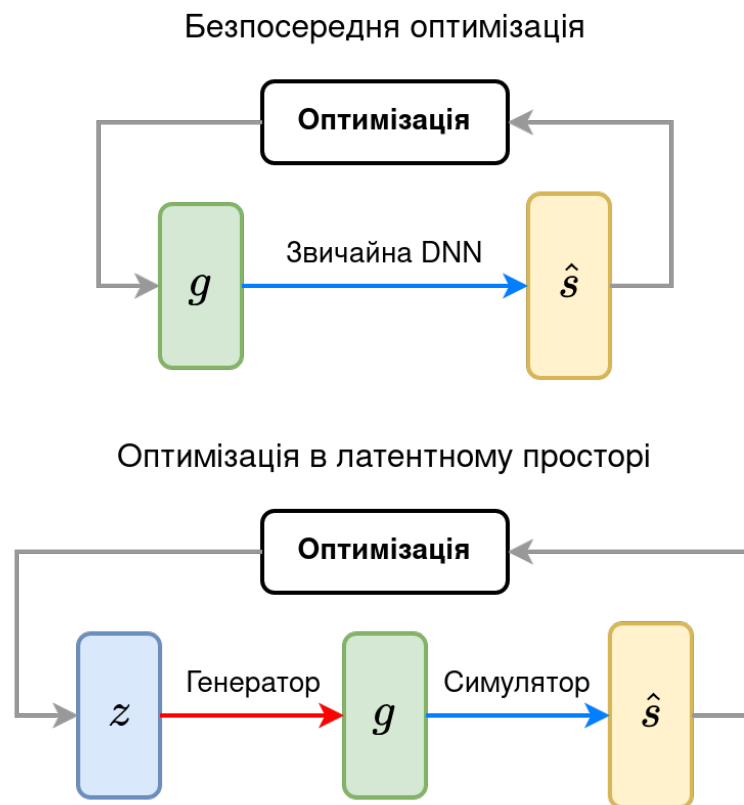 Безпосередня оптимізація
Оптимізація
g
Звичайна DNN
ŝ
Оптимізація в латентному просторі
Оптимізація
z
Генератор
g
Симулятор
ŝ